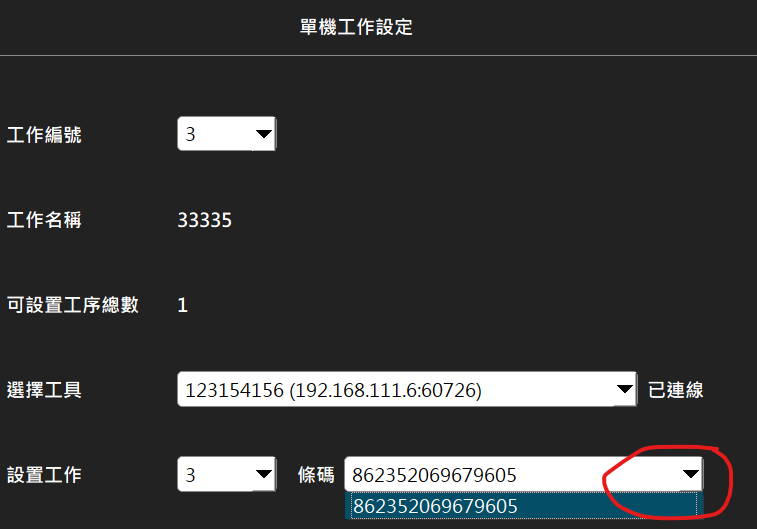 單機工作設定
工作編號 3
工作名稱 33335
可設置工序總數 1
選擇工具 123154156 (192.168.111.6:60726) 已連線
設置工作 3 條碼 862352069679605
862352069679605